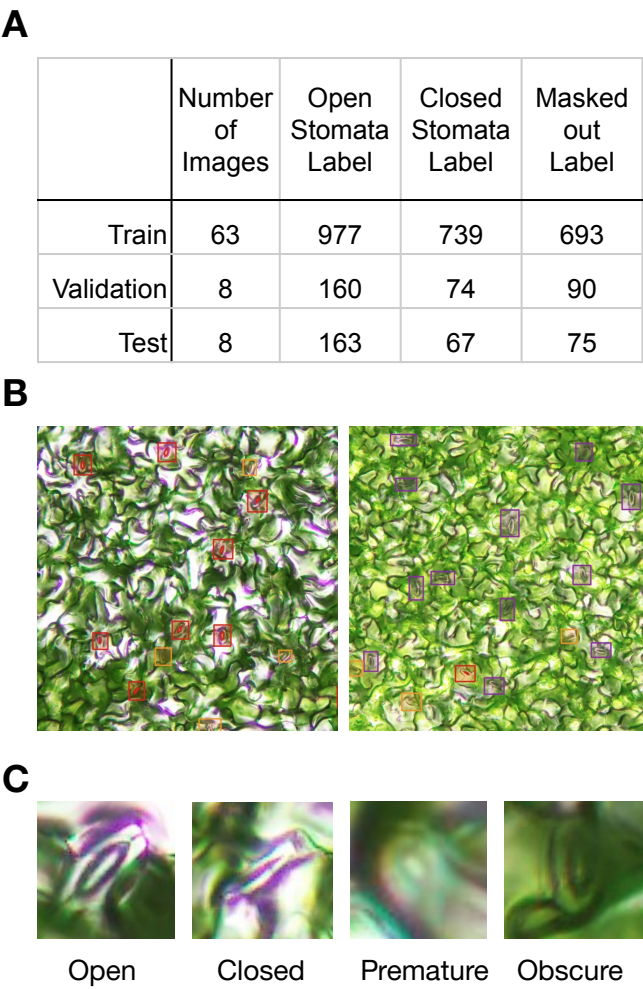 A
Number of Images Open Stomata Label Closed Stomata Label Masked out Label
Train 63 977 739 693
Validation 8 160 74 90
Test 8 163 67 75
B
C
Open Closed Premature Obscure